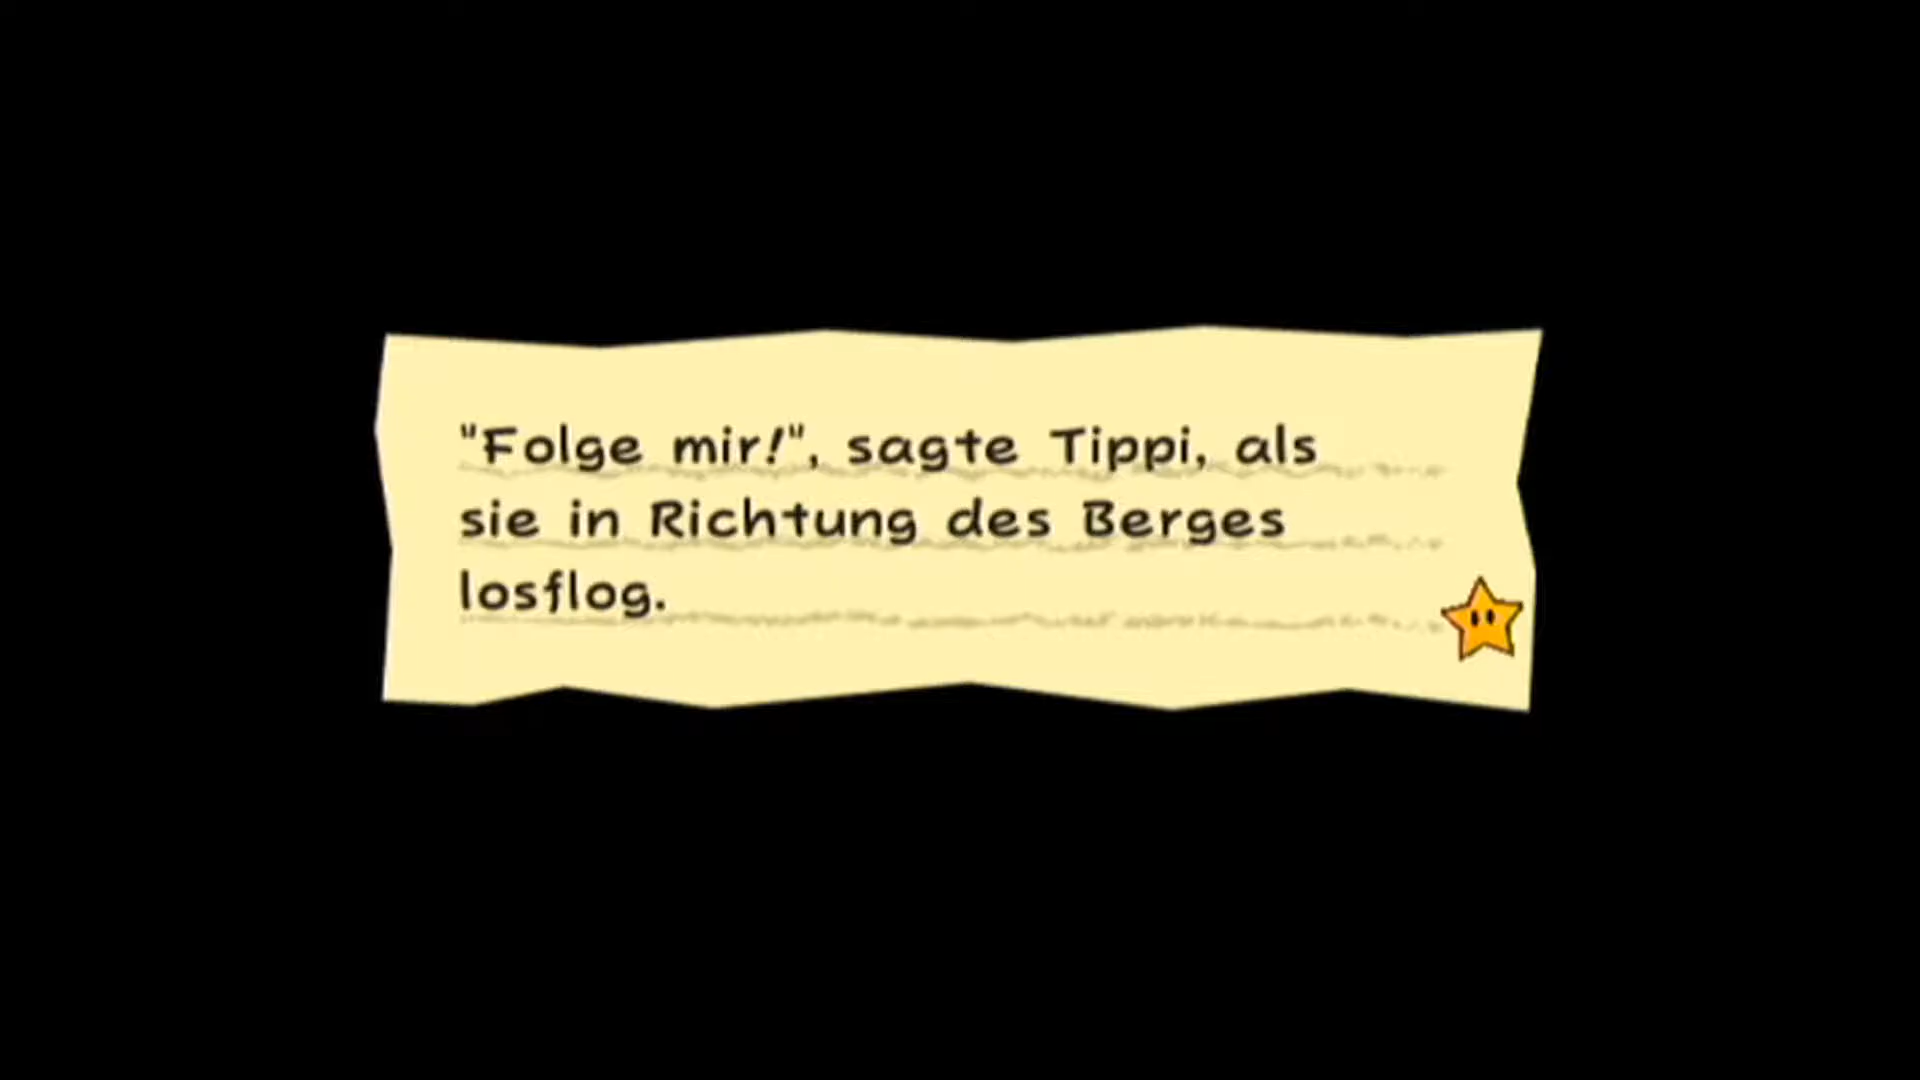 "Folge mir!", sagte Tippi, als
sie in Richtung des Berges
losflog.